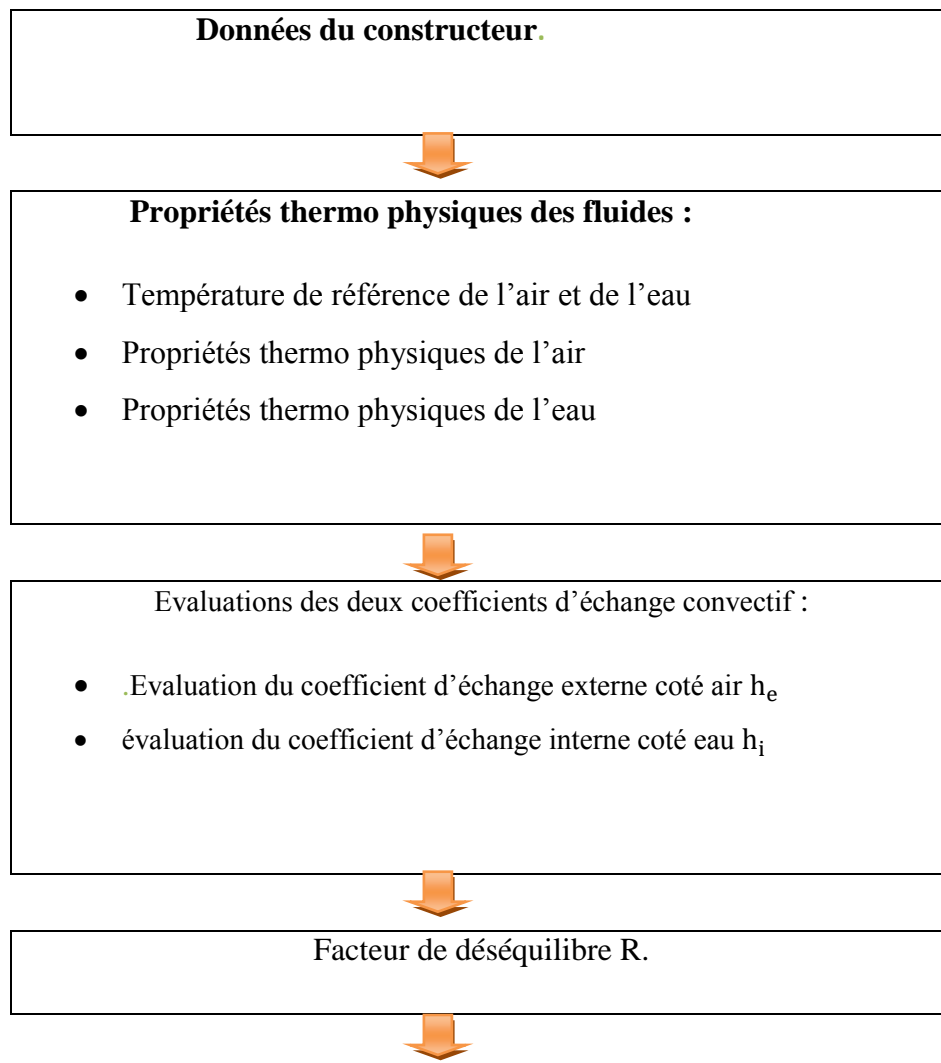 Données du constructeur.
Propriétés thermo physiques des fluides :
• Température de référence de l’air et de l’eau
• Propriétés thermo physiques de l’air
• Propriétés thermo physiques de l’eau
Evaluations des deux coefficients d’échange convectif :
• .Evaluation du coefficient d’échange externe coté air hₑ
• évaluation du coefficient d’échange interne coté eau hᵢ
Facteur de déséquilibre R.